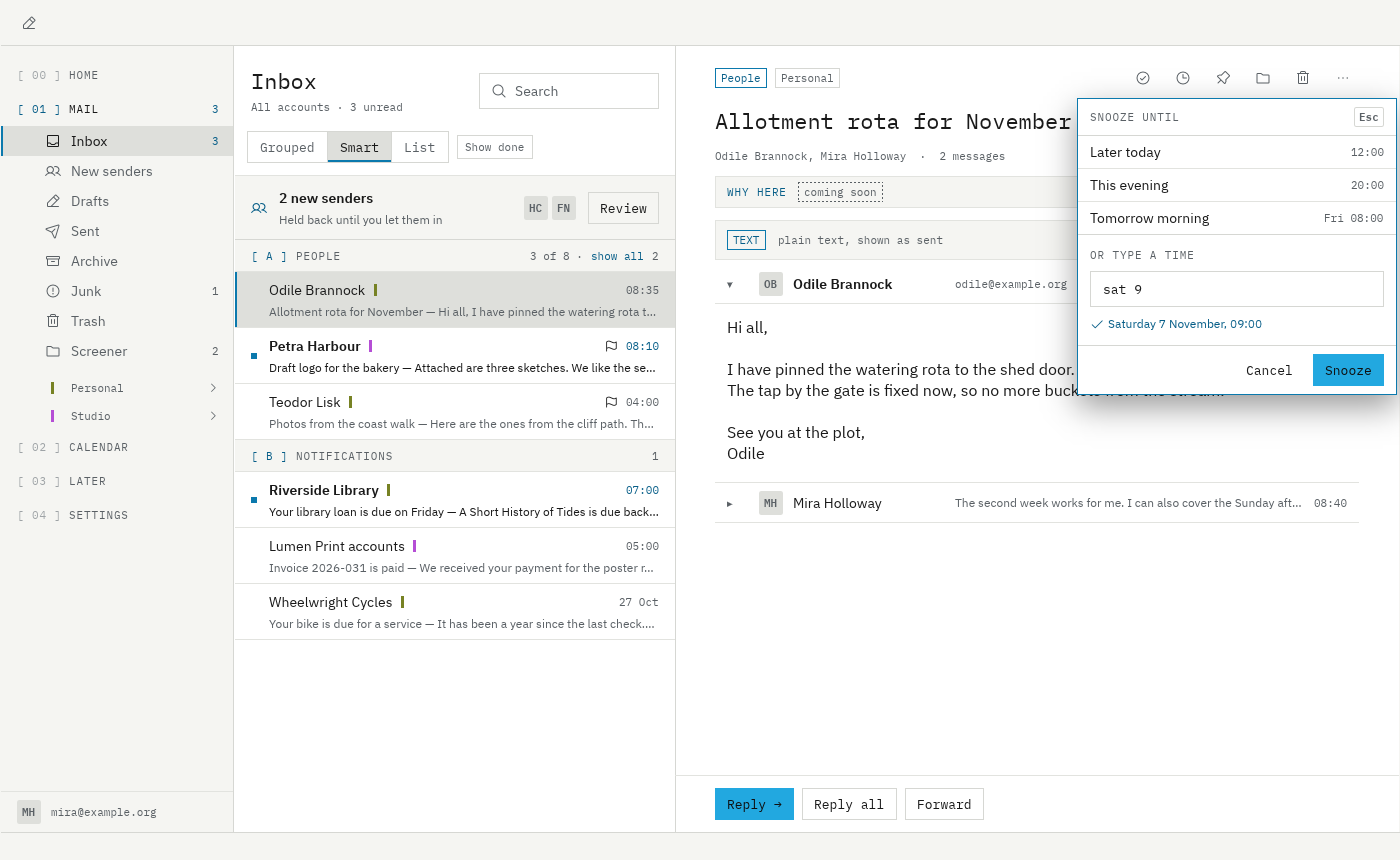 [ 00 ] HOME
[ 01 ] MAIL 3
Inbox 3
New senders
Drafts
Sent
Archive
Junk 1
Trash
Screener 2
Personal
Studio
[ 02 ] CALENDAR
[ 03 ] LATER
[ 04 ] SETTINGS
MH mira@example.org
Inbox
All accounts · 3 unread
Search
Grouped Smart List Show done
2 new senders
Held back until you let them in
HC FN Review
[ A ] PEOPLE 3 of 8 · show all 2
Odile Brannock 08:35
Allotment rota for November — Hi all, I have pinned the watering rota t…
Petra Harbour 08:10
Draft logo for the bakery — Attached are three sketches. We like the se…
Teodor Lisk 04:00
Photos from the coast walk — Here are the ones from the cliff path. Th…
[ B ] NOTIFICATIONS 1
Riverside Library 07:00
Your library loan is due on Friday — A Short History of Tides is due back…
Lumen Print accounts 05:00
Invoice 2026-031 is paid — We received your payment for the poster r…
Wheelwright Cycles 27 Oct
Your bike is due for a service — It has been a year since the last check.…
People Personal
Allotment rota for November
Odile Brannock, Mira Holloway · 2 messages
WHY HERE coming soon
TEXT plain text, shown as sent
OB Odile Brannock odile@example.org
Hi all,
I have pinned the watering rota to the shed door.
The tap by the gate is fixed now, so no more buckets from the stream.
See you at the plot,
Odile
MH Mira Holloway The second week works for me. I can also cover the Sunday aft… 08:40
Reply → Reply all Forward
SNOOZE UNTIL Esc
Later today 12:00
This evening 20:00
Tomorrow morning Fri 08:00
OR TYPE A TIME
sat 9
Saturday 7 November, 09:00
Cancel Snooze